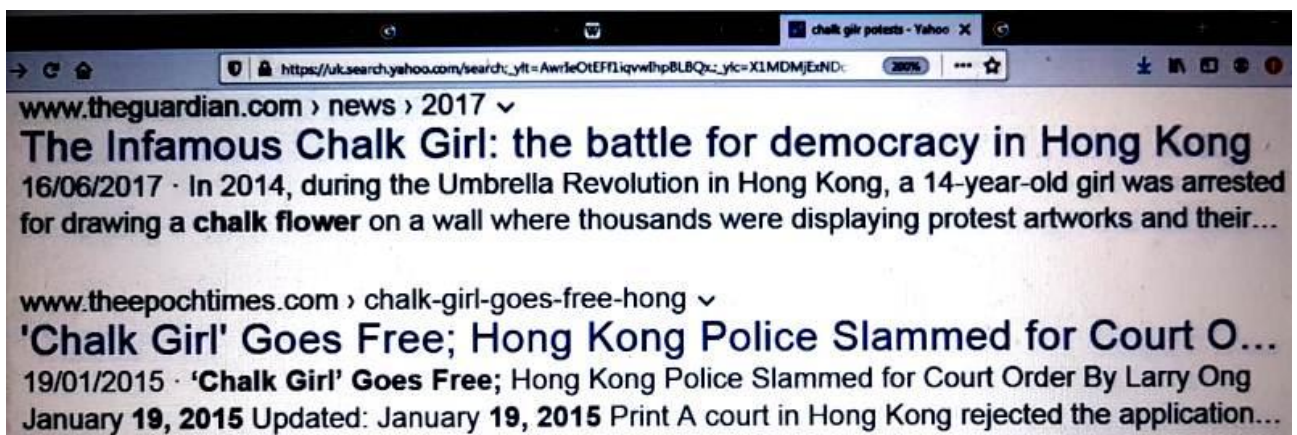 chalk gilr potests - Yahoo
https://uk.search.yahoo.com/search;_ylt=
200%
www.theguardian.com › news › 2017
The Infamous Chalk Girl: the battle for democracy in Hong Kong
16/06/2017 · In 2014, during the Umbrella Revolution in Hong Kong, a 14-year-old girl was arrested
for drawing a chalk flower on a wall where thousands were displaying protest artworks and their...
www.theepochtimes.com › chalk-girl-goes-free-hong
'Chalk Girl' Goes Free; Hong Kong Police Slammed for Court O...
19/01/2015 · 'Chalk Girl' Goes Free; Hong Kong Police Slammed for Court Order By Larry Ong
January 19, 2015 Updated: January 19, 2015 Print A court in Hong Kong rejected the application...